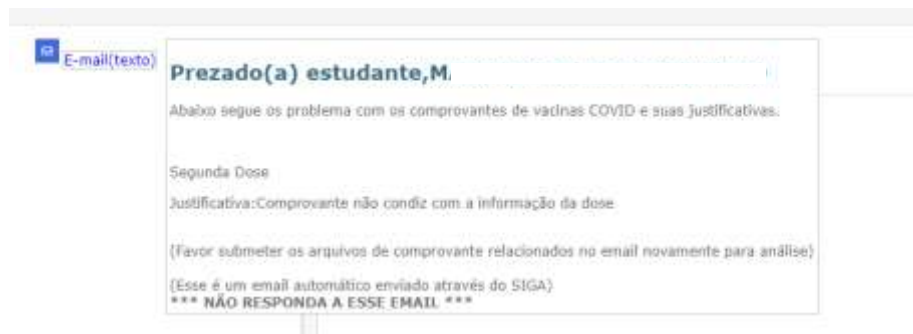 E-mail(texto)
Prezado(a) estudante,M
Abaixo segue os problema com os comprovantes de vacinas COVID e suas justificativas.
Segunda Dose
Justificativa:Comprovante não condiz com a informação da dose
(Favor submeter os arquivos de comprovante relacionados no email novamente para análise)
(Esse é um email automático enviado através do SIGA)
*** NÃO RESPONDA A ESSE EMAIL ***